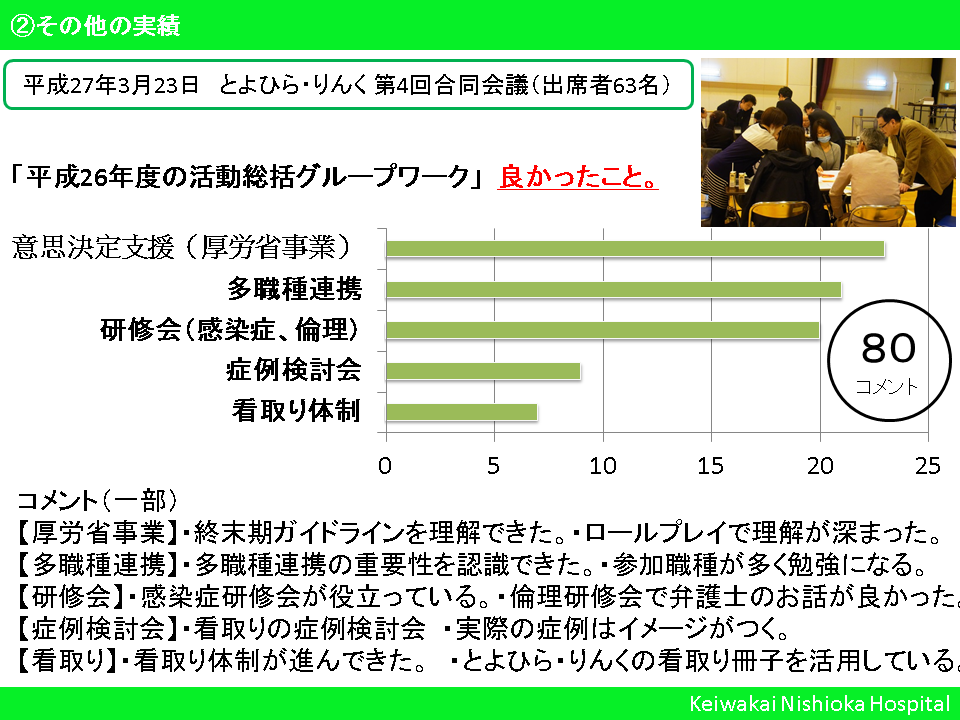 ②その他の実績
平成27年3月23日　とよひら・りんく 第4回合同会議（出席者63名）
「平成26年度の活動総括グループワーク」 良かったこと。
意思決定支援（厚労省事業）
多職種連携
研修会（感染症、倫理）
症例検討会
看取り体制
80
コメント
0 5 10 15 20 25
コメント（一部）
【厚労省事業】・終末期ガイドラインを理解できた。・ロールプレイで理解が深まった。
【多職種連携】・多職種連携の重要性を認識できた。・参加職種が多く勉強になる。
【研修会】・感染症研修会が役立っている。・倫理研修会で弁護士のお話が良かった。
【症例検討会】・看取りの症例検討会　・実際の症例はイメージがつく。
【看取り】・看取り体制が進んできた。　・とよひら・りんくの看取り冊子を活用している。
Keiwakai Nishioka Hospital